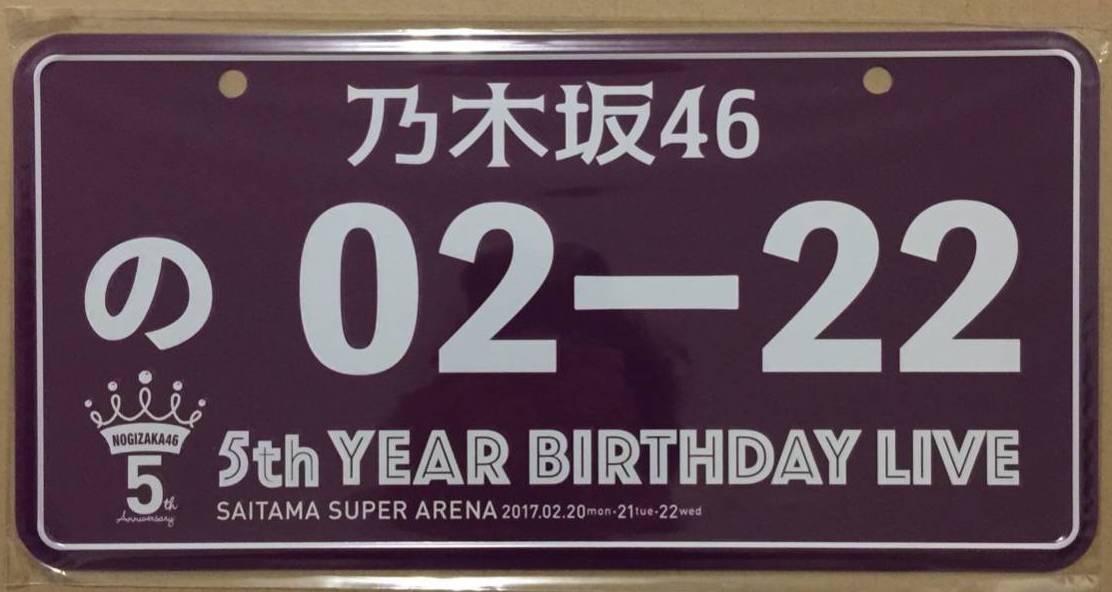 乃木坂46
の 02-22
NOGIZAKA46
5th
Anniversary
5th YEAR BIRTHDAY LIVE
SAITAMA SUPER ARENA 2017.02.20mon・21tue・22wed